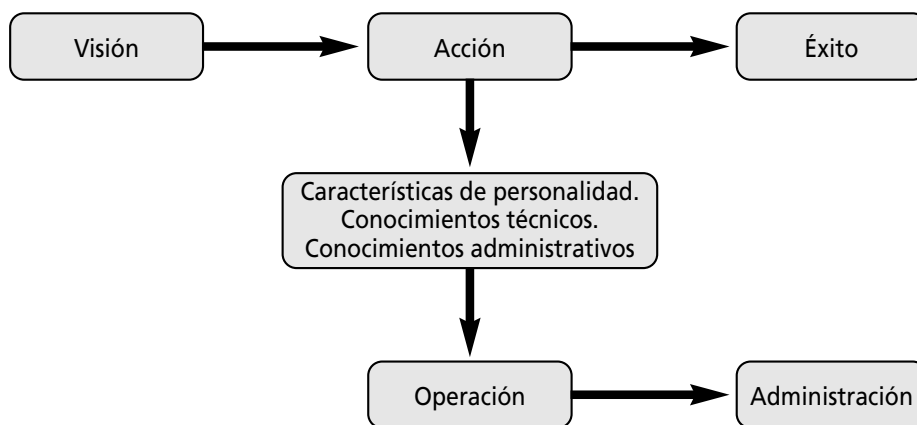 Visión
Acción
Éxito
Características de personalidad.
Conocimientos técnicos.
Conocimientos administrativos
Operación
Administración